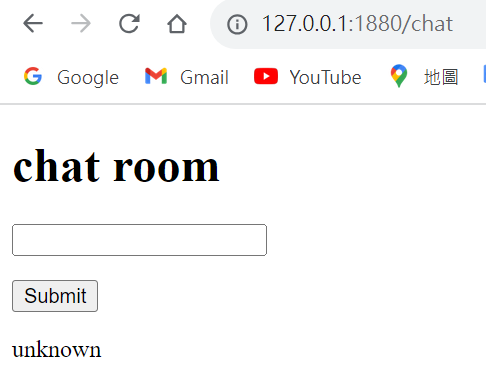 127.0.0.1:1880/chat
Google Gmail YouTube 地圖
chat room
Submit
unknown